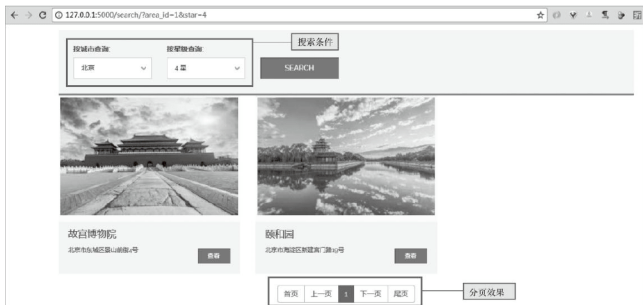 127.0.0.1:5000/search/?area_id=1&star=4
搜索条件
按城市查询: 按星级查询:
北京 4星 SEARCH
故宫博物院 颐和园
北京市东城区景山前街4号 北京市海淀区新建宫门路19号
查看 查看
首页 上一页 1 下一页 尾页
分页效果